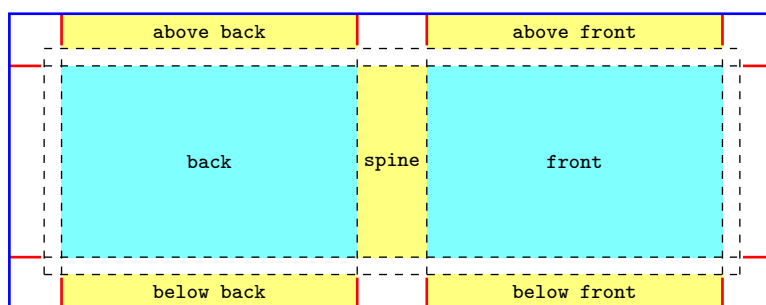 above back
above front
back
spine
front
below back
below front